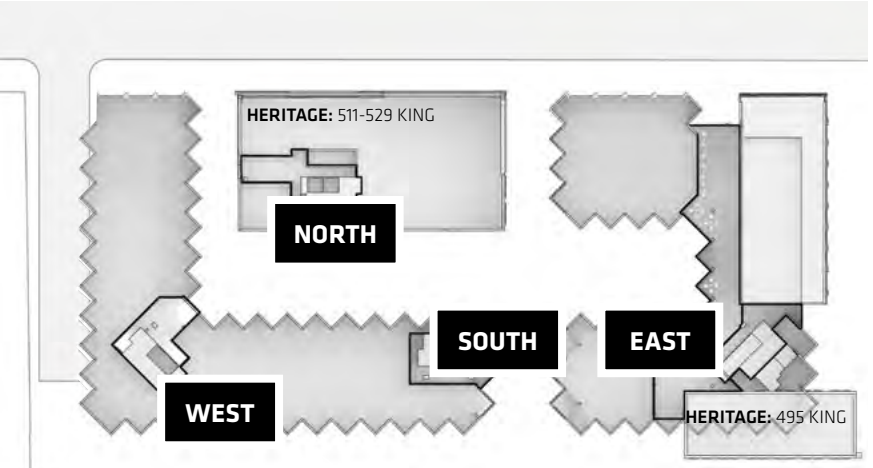 HERITAGE: 511-529 KING
NORTH
SOUTH
EAST
WEST
HERITAGE: 495 KING